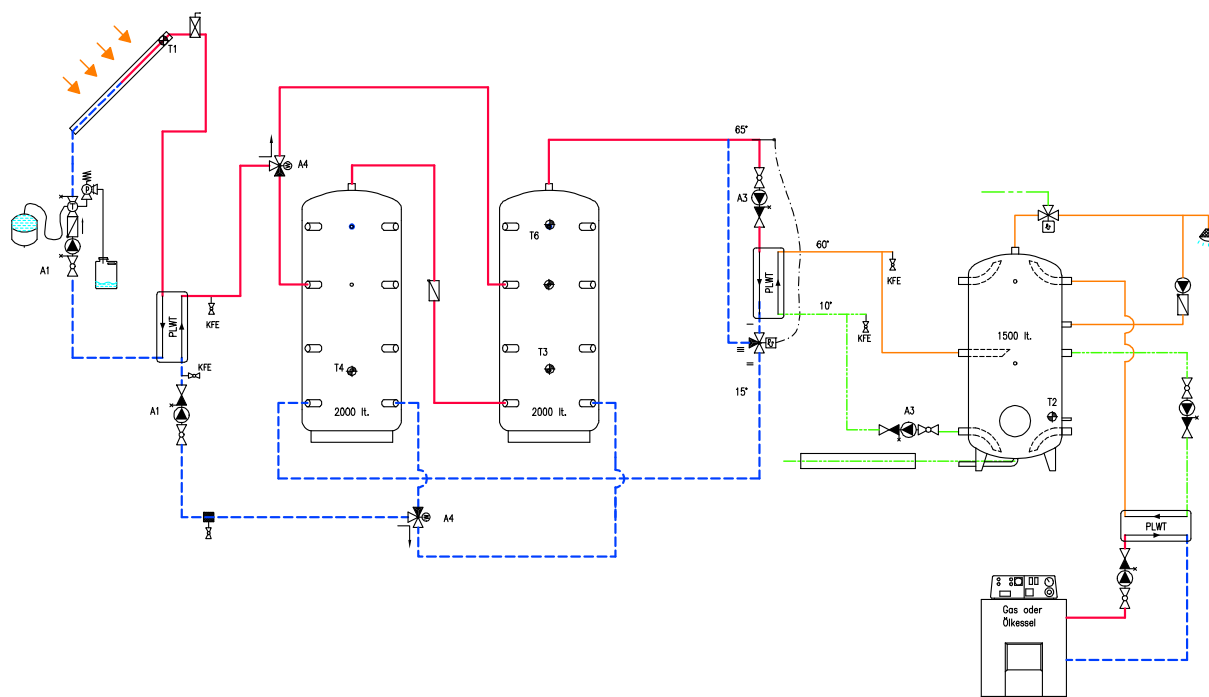 T1
A4
A1
PLWT
KFE
KFE
A1
T4
2000 lt.
A4
T6
T3
2000 lt.
65°
A3
60°
KFE
PLWT
10°
KFE
15°
A3
1500 lt.
T2
PLWT
Gas oder
Ölkessel